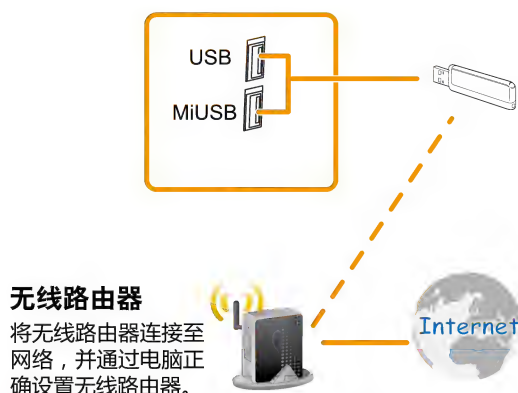 USB
MiUSB
无线路由器
将无线路由器连接至
网络，并通过电脑正
确设置无线路由器。
Internet